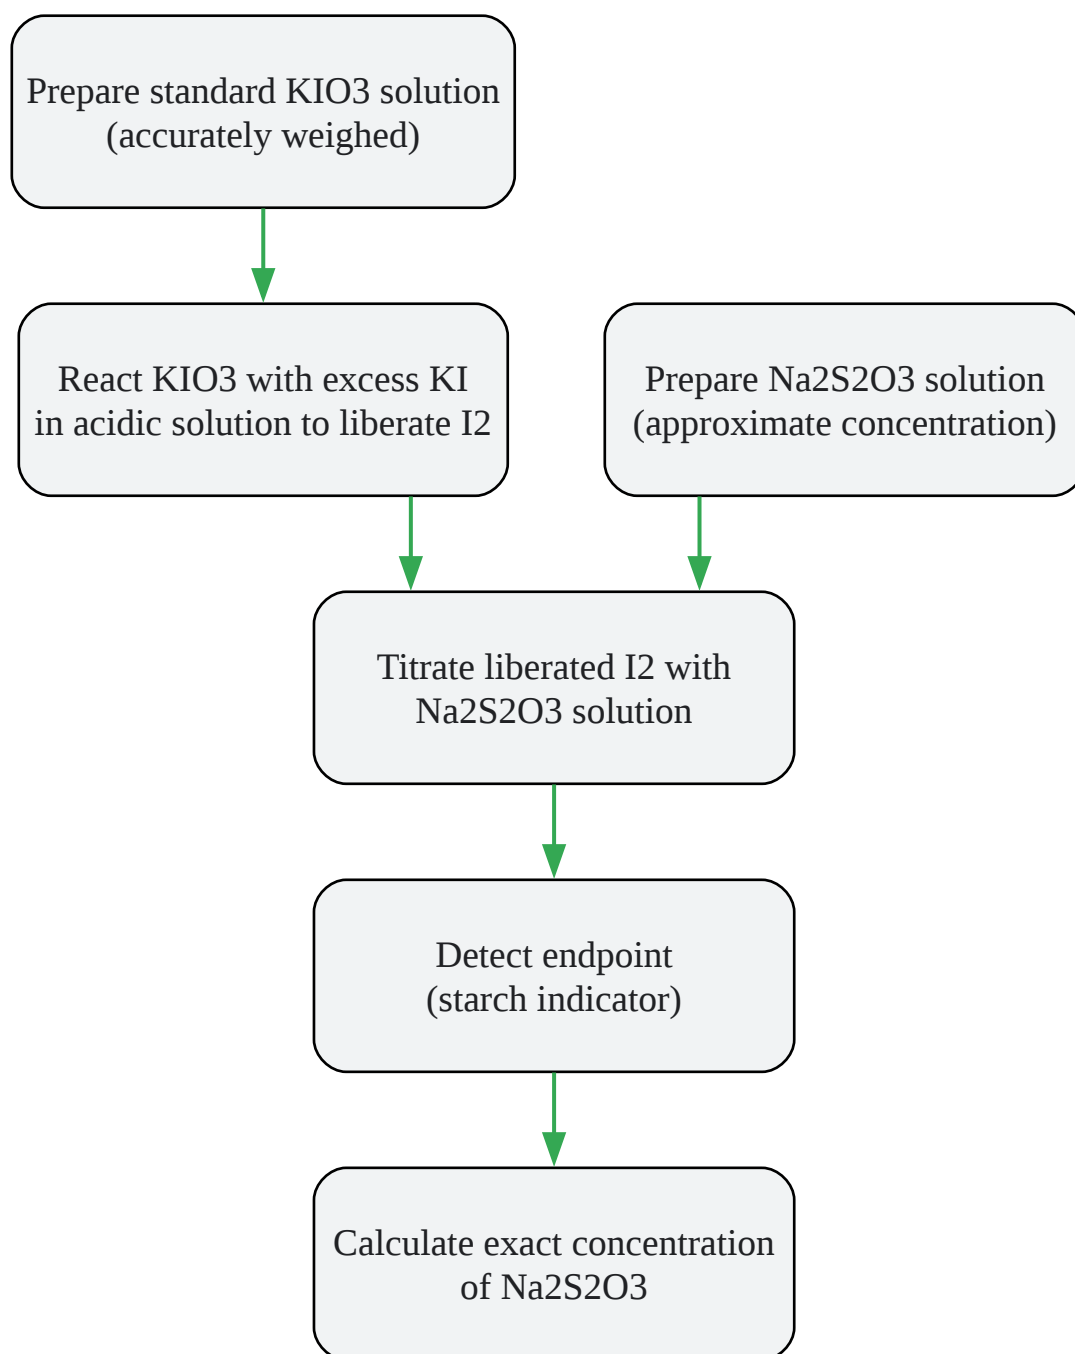 Prepare standard KIO3 solution
(accurately weighed)
React KIO3 with excess KI
in acidic solution to liberate I2
Prepare Na2S2O3 solution
(approximate concentration)
Titrate liberated I2 with
Na2S2O3 solution
Detect endpoint
(starch indicator)
Calculate exact concentration
of Na2S2O3